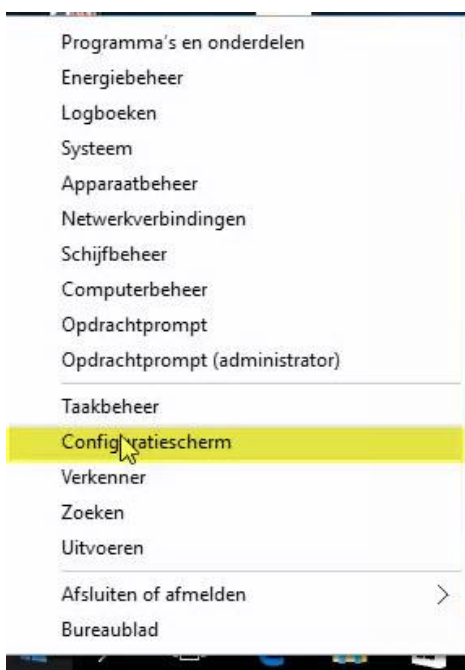 Programma's en onderdelen
Energiebeheer
Logboeken
Systeem
Apparaatbeheer
Netwerkverbindingen
Schijfbeheer
Computerbeheer
Opdrachtprompt
Opdrachtprompt (administrator)
Taakbeheer
Configuratiescherm
Verkenner
Zoeken
Uitvoeren
Afsluiten of afmelden
Bureaublad